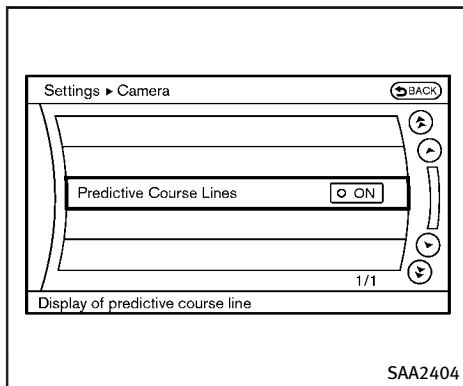 Settings ▸ Camera
BACK
Predictive Course Lines
ON
1/1
Display of predictive course line
SAA2404